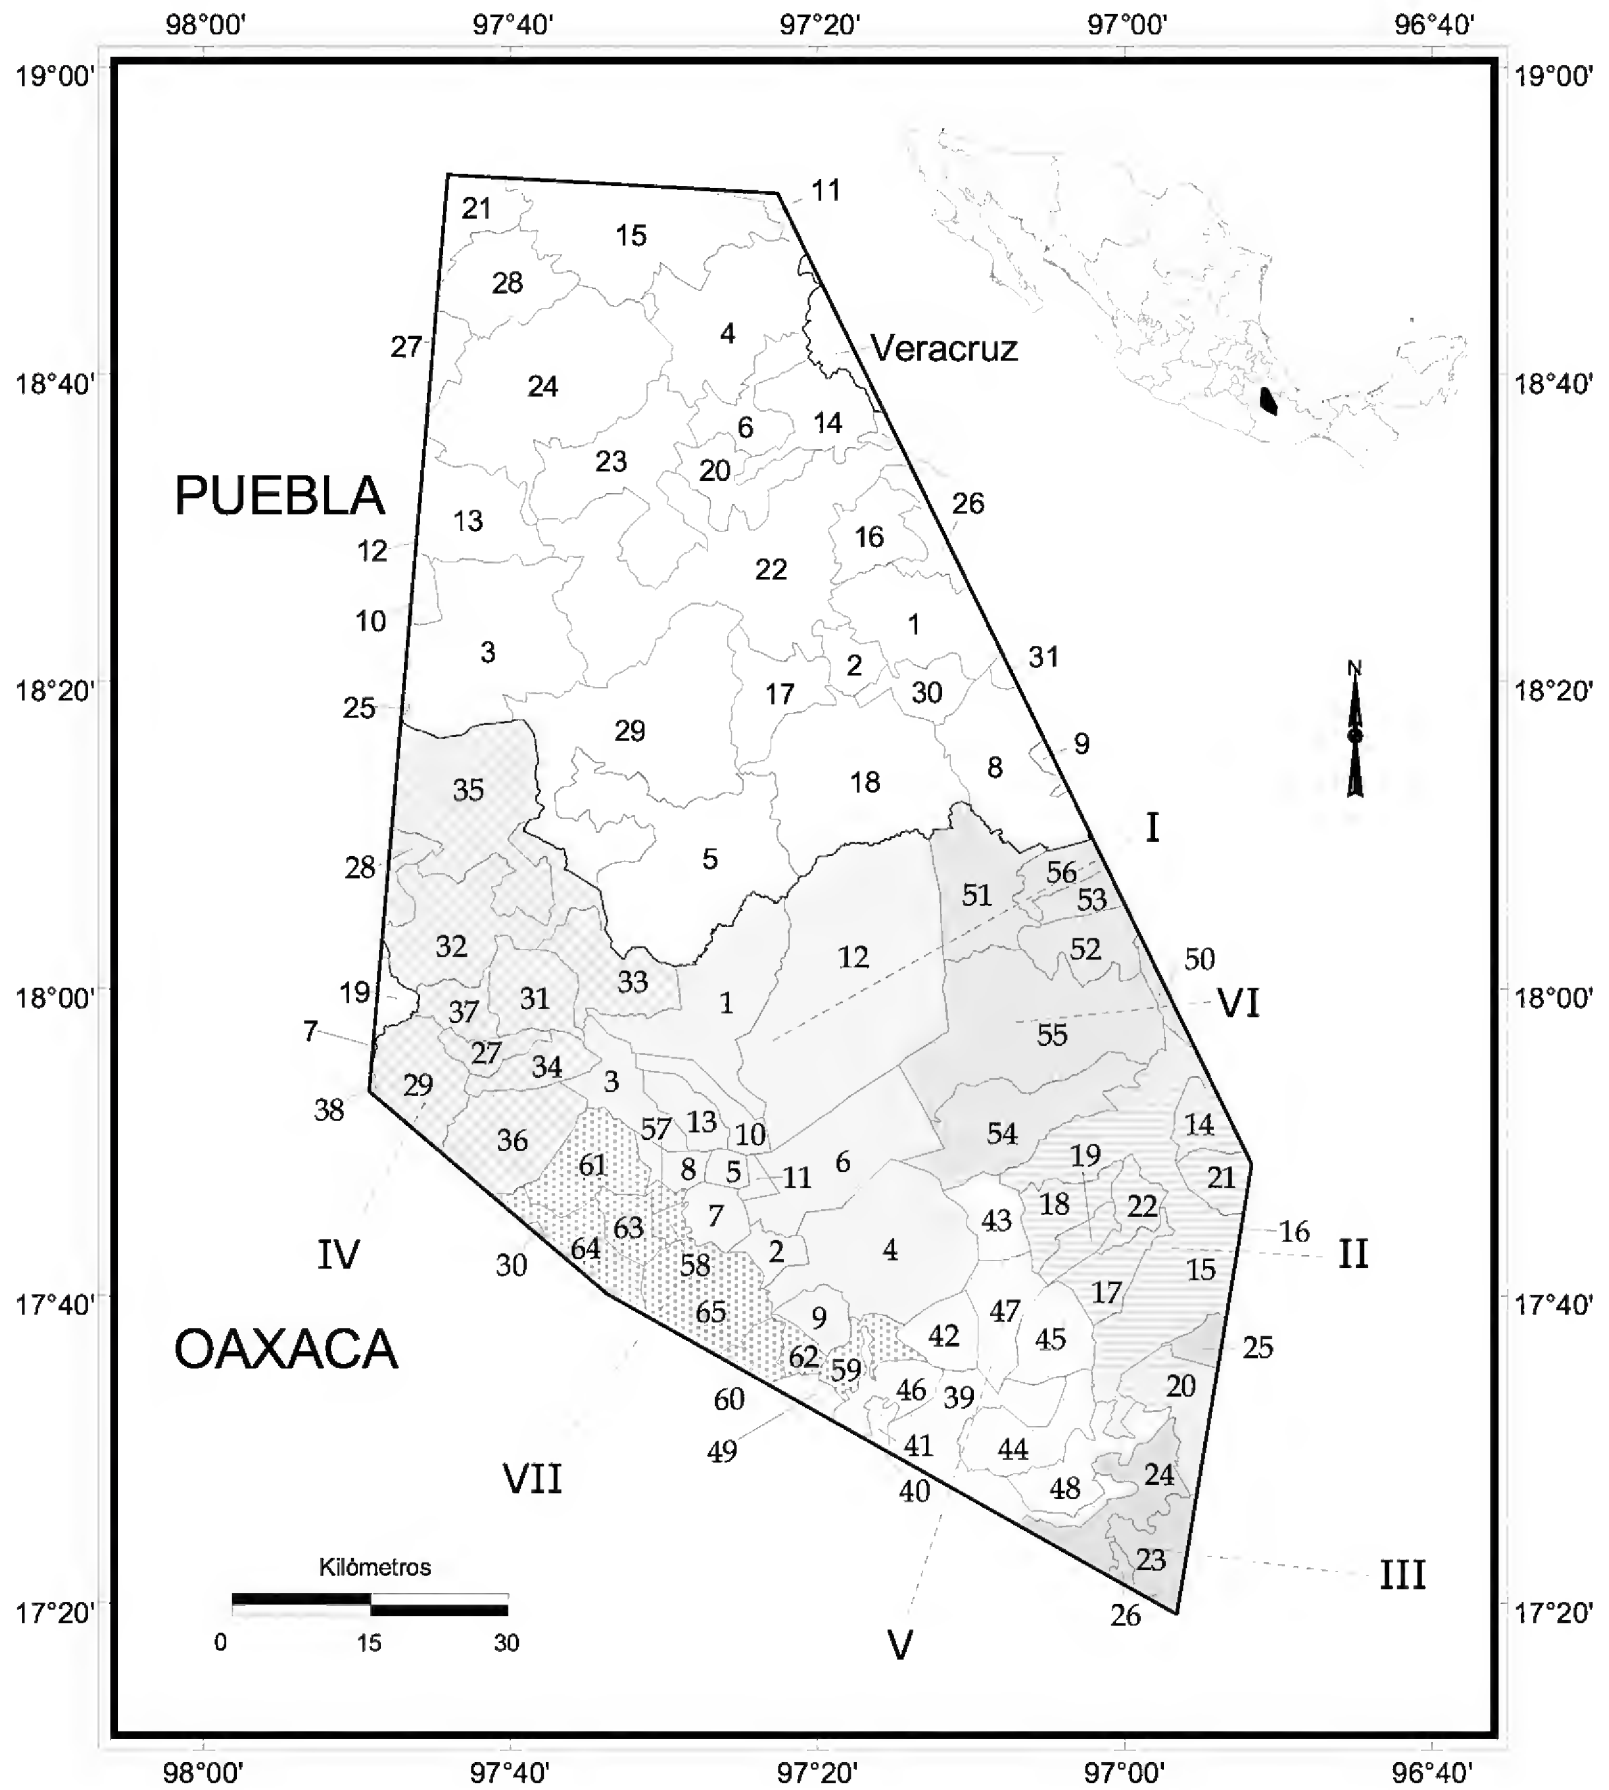 98°00' 97°40' 97°20' 97°00' 96°40'
19°00' 19°00'
11
21
15
28
4
27 Veracruz
18°40' 24 18°40'
14
6
23 20
PUEBLA 26
13 16
12
22
10 1
3 31
2 N
18°20' 17 30 18°20'
25
29 9
8
35 18
I
5
28 56
51 53
32 12 52
50
33
19 31 1 VI
18°00' 37 18°00'
7 55
27 34
29 3
38 13 14
57 10 54
36 19
61 8 5 11 6 21
18 22
7 43
63 16
IV 64 2 4 II
30 58 15
17
17°40' 65 9 47 17°40'
42 45
OAXACA 62 25
59
46 39 20
60
49 41 44
VII 40 48 24
Kilómetros 23 III
17°20' 26 17°20'
0 15 30 V
98°00' 97°40' 97°20' 97°00' 96°40'